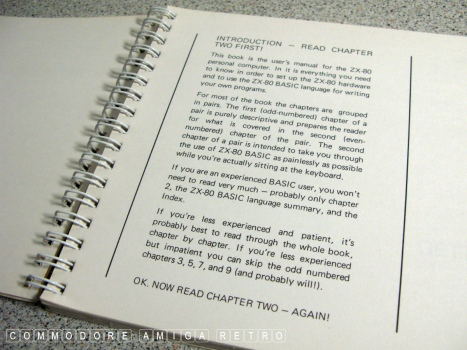 INTRODUCTION — READ CHAPTER
TWO FIRST!
This book is the user's manual for the ZX-80
personal computer. In it is everything you need
to know in order to set up the ZX-80 hardware
and to use the ZX-80 BASIC language for writing
your own programs.
For most of the book the chapters are grouped
in pairs. The first (odd-numbered) chapter of a
pair is purely descriptive and prepares the reader
for what is covered in the second (even-
numbered) chapter of the pair. The second
chapter of a pair is intended to take you through
the use of ZX-80 BASIC as painlessly as possible
while you're actually sitting at the keyboard.
If you are an experienced BASIC user, you won't
need to read very much — probably only chapter
2, the ZX-80 BASIC language summary, and the
Index.
If you're less experienced and patient, it's
probably best to read through the whole book,
chapter by chapter. If you're less experienced
but impatient you can skip the odd numbered
chapters 3, 5, 7, and 9 (and probably will!).
OK. NOW READ CHAPTER TWO — AGAIN!
COMMODORE AMIGA RETRO